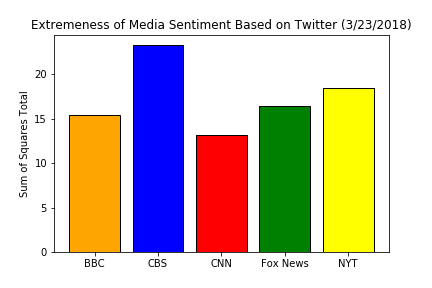 Extremeness of Media Sentiment Based on Twitter (3/23/2018)
Sum of Squares Total
20
15
10
5
0
BBC CBS CNN Fox News NYT